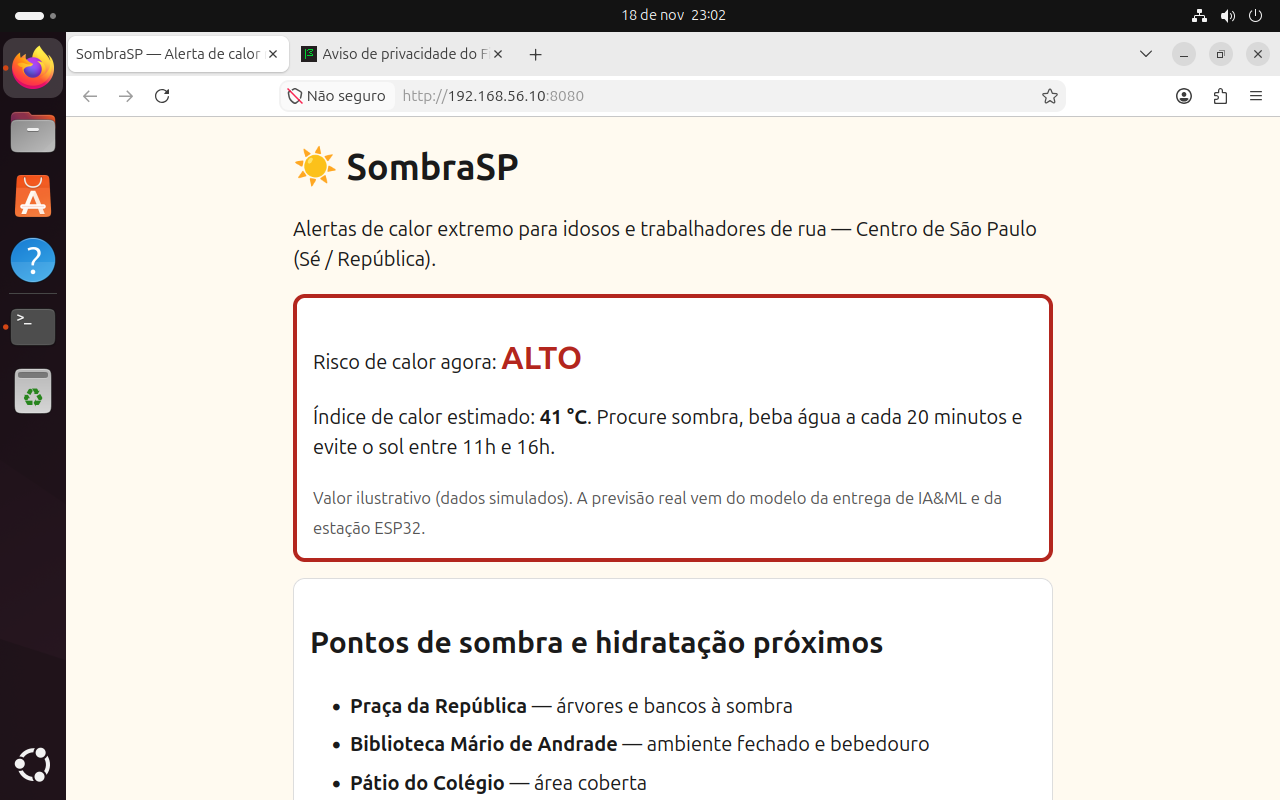 18 de nov 23:02
SombraSP — Alerta de calor
Aviso de privacidade do Fi
Não seguro
http://192.168.56.10:8080
SombraSP
Alertas de calor extremo para idosos e trabalhadores de rua — Centro de São Paulo
(Sé / República).
Risco de calor agora: ALTO
Índice de calor estimado: 41 °C. Procure sombra, beba água a cada 20 minutos e
evite o sol entre 11h e 16h.
Valor ilustrativo (dados simulados). A previsão real vem do modelo da entrega de IA&ML e da
estação ESP32.
Pontos de sombra e hidratação próximos
• Praça da República — árvores e bancos à sombra
• Biblioteca Mário de Andrade — ambiente fechado e bebedouro
• Pátio do Colégio — área coberta